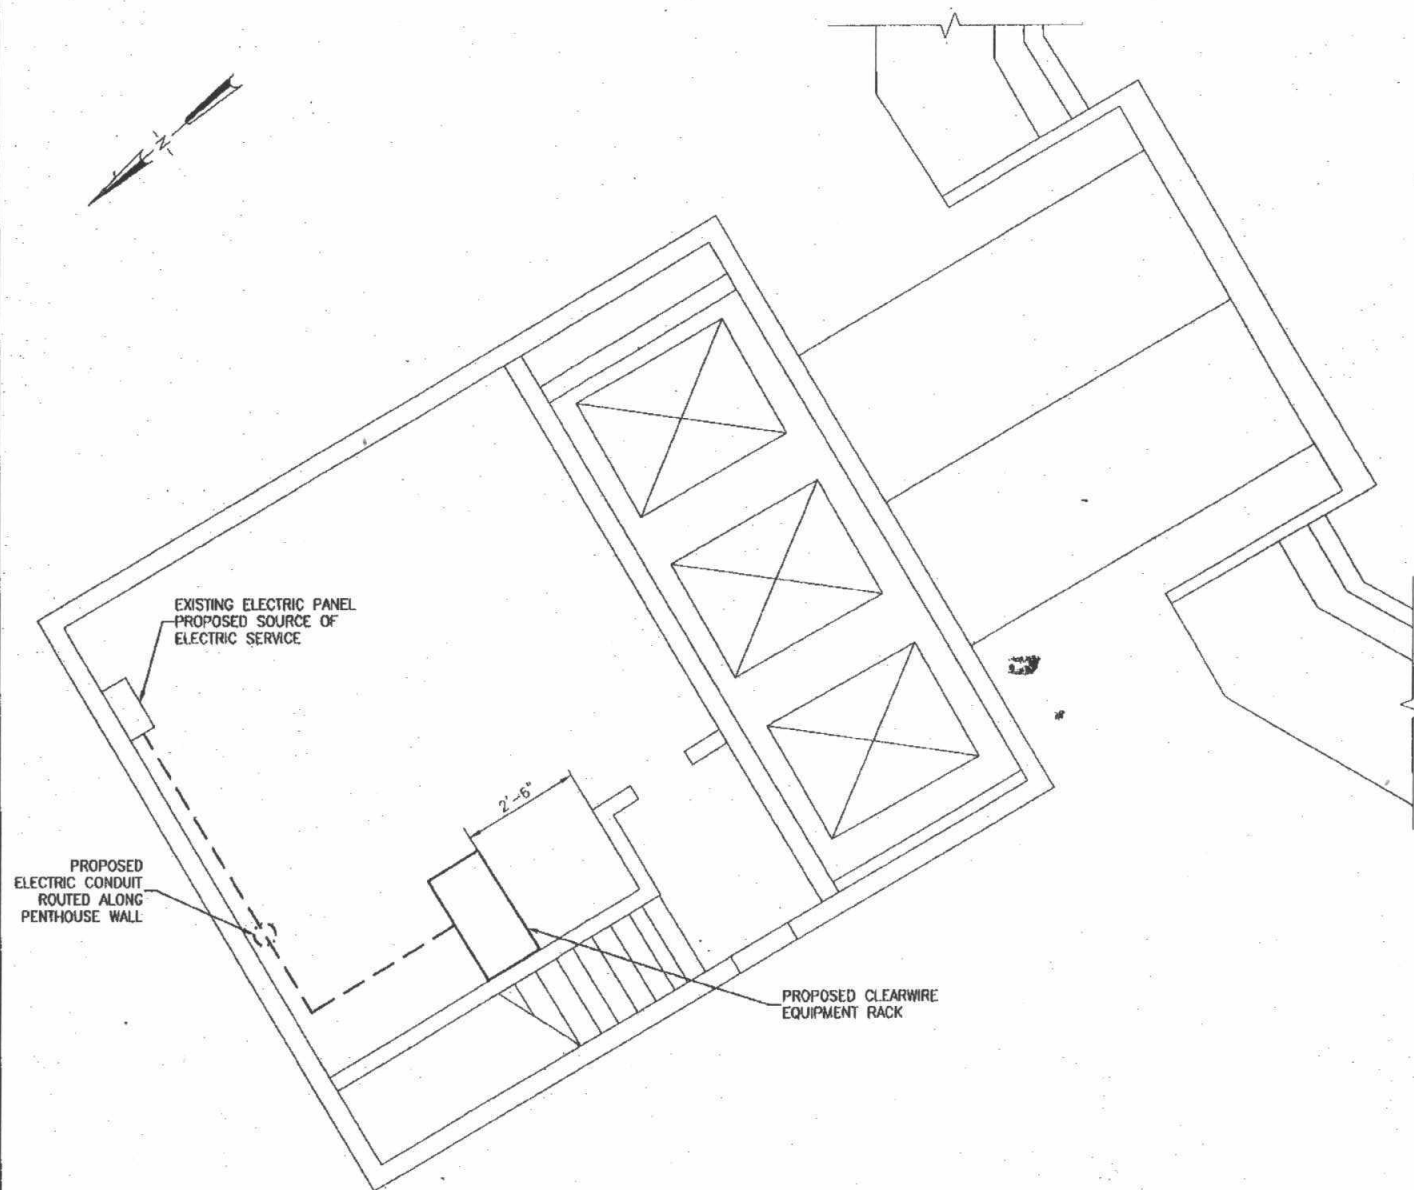 N
EXISTING ELECTRIC PANEL
PROPOSED SOURCE OF
ELECTRIC SERVICE
2'-6"
PROPOSED
ELECTRIC CONDUIT
ROUTED ALONG
PENTHOUSE WALL
PROPOSED CLEARWIRE
EQUIPMENT RACK